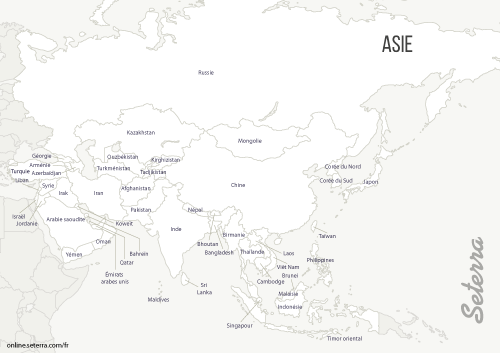 ASIE
Russie
Kazakhstan
Mongolie
Géorgie
Arménie
Azerbaïdjan
Turquie
Liban
Syrie
Irak
Iran
Ouzbékistan
Turkménistan
Kirghizistan
Tadjikistan
Afghanistan
Pakistan
Chine
Corée du Nord
Corée du Sud
Japon
Israël
Jordanie
Arabie saoudite
Koweit
Népal
Inde
Birmanie
Taïwan
Oman
Yémen
Bahrain
Qatar
Émirats
arabes unis
Bhoutan
Bangladesh
Thaïlande
Laos
Viêt Nam
Philippines
Brunei
Cambodge
Sri
Lanka
Maldives
Malaisie
Indonésie
Singapour
Timor oriental
Seterra
online.seterra.com/fr